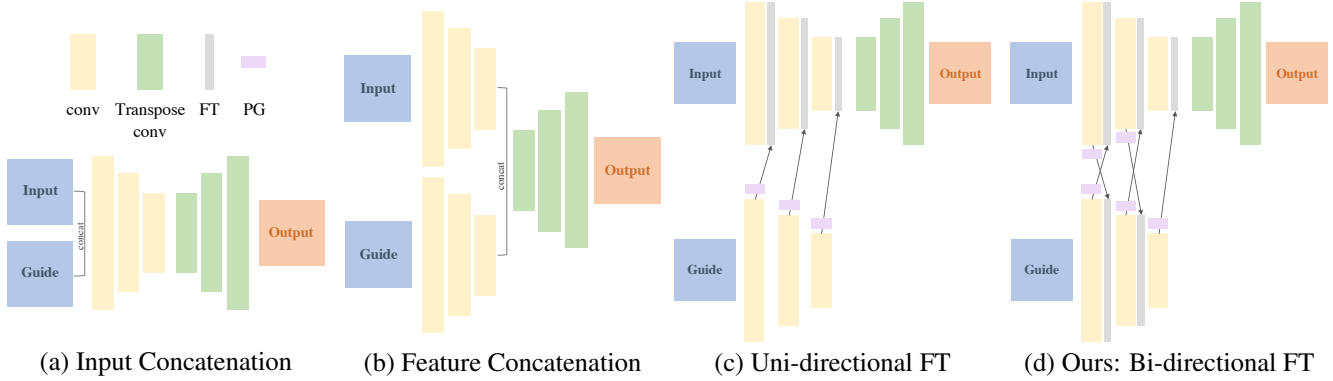 conv
Transpose
conv
FT
PG
Input
Guide
concat
Output
(a) Input Concatenation
Input
Guide
concat
Output
(b) Feature Concatenation
Input
Guide
Output
(c) Uni-directional FT
Input
Guide
Output
(d) Ours: Bi-directional FT